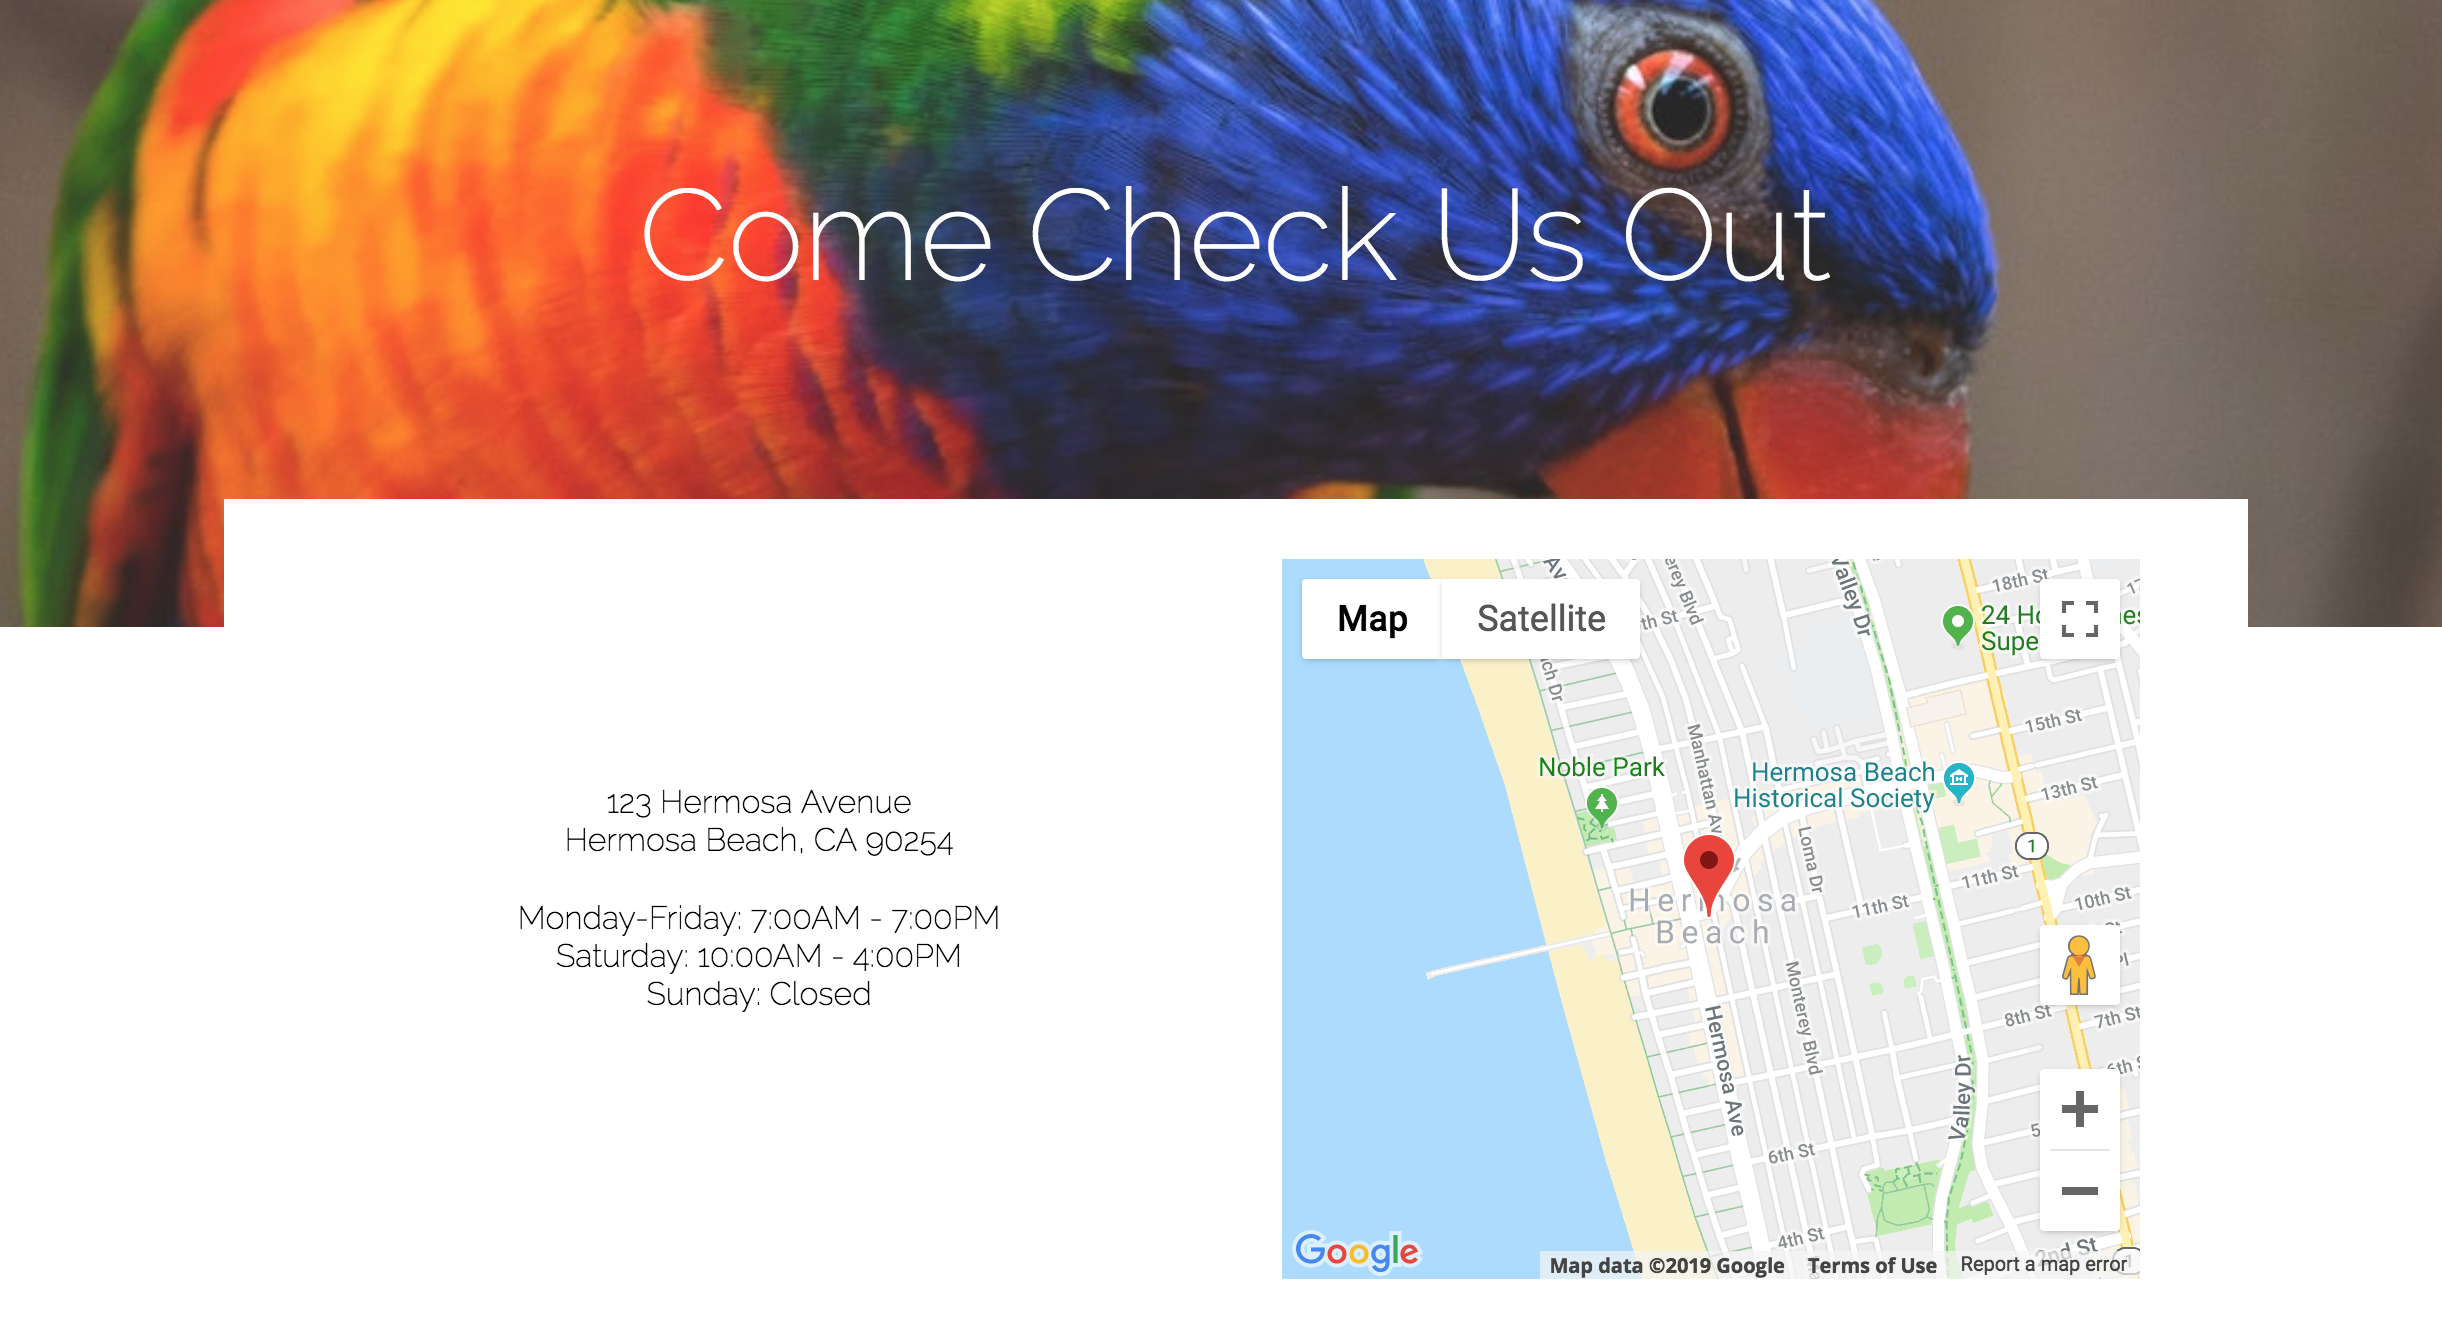 Come Check Us Out
123 Hermosa Avenue
Hermosa Beach, CA 90254
Monday-Friday: 7:00AM - 7:00PM
Saturday: 10:00AM - 4:00PM
Sunday: Closed
Map
Satellite
Valley Dr
18th St
15th St
Noble Park
Manhattan Av
Hermosa Beach
Historical Society
13th St
1
Loma Dr
11th St
11th St
10th St
Hermosa
Beach
Monterey Blvd
8th St
7th St
Hermosa Ave
Valley Dr
6th St
4th St
2nd St
Google
Map data ©2019 Google
Terms of Use
Report a map error